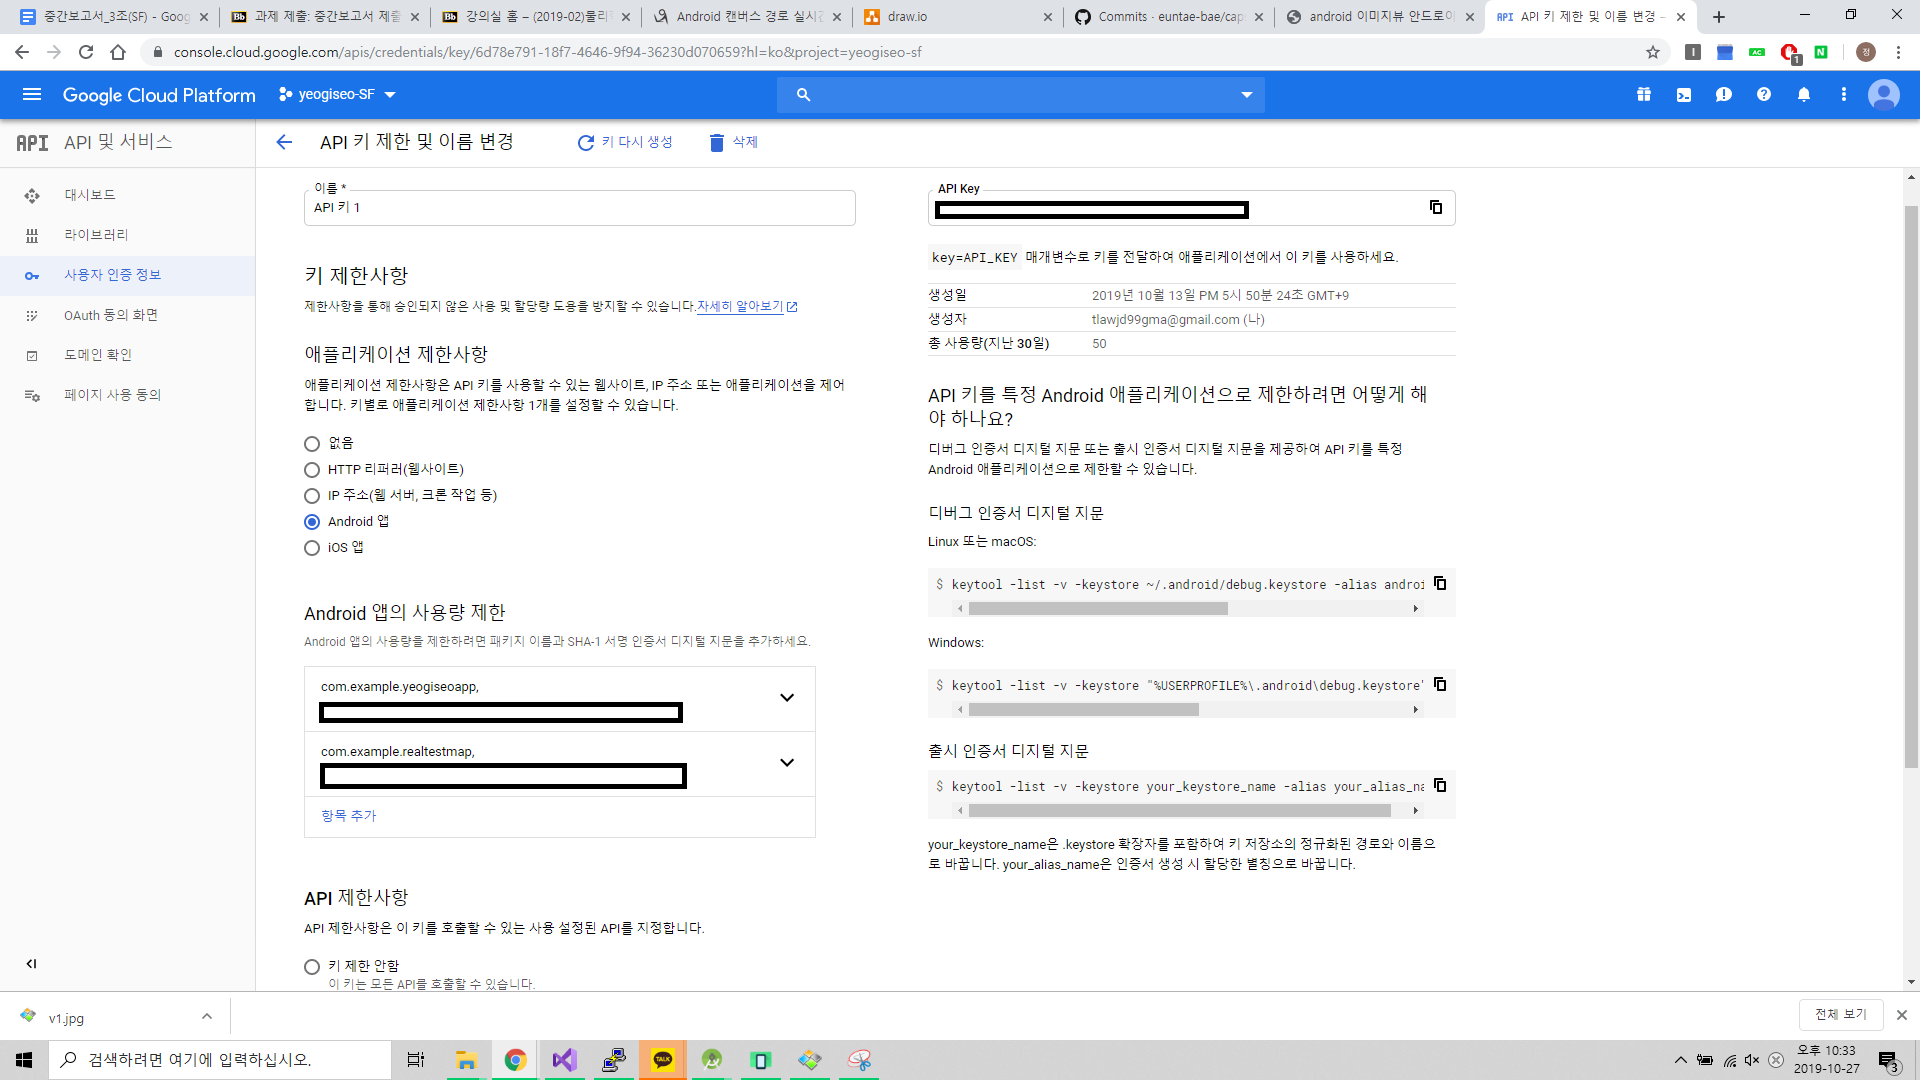 중간보고서_3조(SF) - Goog
과제 제출: 중간보고서 제출
강의실 홈 – (2019-02)물리
Android 캔버스 경로 실시간
draw.io
Commits · euntae-bae/cap
android 이미지뷰 안드로이
API 키 제한 및 이름 변경 –
console.cloud.google.com/apis/credentials/key/6d78e791-18f7-4646-9f94-36230d070659?hl=ko&project=yeogiseo-sf
Google Cloud Platform
yeogiseo-SF
API API 및 서비스
API 키 제한 및 이름 변경
키 다시 생성
삭제
대시보드
라이브러리
사용자 인증 정보
OAuth 동의 화면
도메인 확인
페이지 사용 동의
이름 *
API 키 1
키 제한사항
제한사항을 통해 승인되지 않은 사용 및 할당량 도용을 방지할 수 있습니다.자세히 알아보기
애플리케이션 제한사항
애플리케이션 제한사항은 API 키를 사용할 수 있는 웹사이트, IP 주소 또는 애플리케이션을 제어
합니다. 키별로 애플리케이션 제한사항 1개를 설정할 수 있습니다.
없음
HTTP 리퍼러(웹사이트)
IP 주소(웹 서버, 크론 작업 등)
Android 앱
iOS 앱
Android 앱의 사용량 제한
Android 앱의 사용량을 제한하려면 패키지 이름과 SHA-1 서명 인증서 디지털 지문을 추가하세요.
com.example.yeogiseoapp,
com.example.realtestmap,
항목 추가
API 제한사항
API 제한사항은 이 키를 호출할 수 있는 사용 설정된 API를 지정합니다.
키 제한 안함
이 키는 모든 API를 호출할 수 있습니다.
API Key
key=API_KEY 매개변수로 키를 전달하여 애플리케이션에서 이 키를 사용하세요.
생성일 2019년 10월 13일 PM 5시 50분 24초 GMT+9
생성자 tlawjd99gma@gmail.com (나)
총 사용량(지난 30일) 50
API 키를 특정 Android 애플리케이션으로 제한하려면 어떻게 해
야 하나요?
디버그 인증서 디지털 지문 또는 출시 인증서 디지털 지문을 제공하여 API 키를 특정
Android 애플리케이션으로 제한할 수 있습니다.
디버그 인증서 디지털 지문
Linux 또는 macOS:
$ keytool -list -v -keystore ~/.android/debug.keystore -alias androi
Windows:
$ keytool -list -v -keystore "%USERPROFILE%\.android\debug.keystore"
출시 인증서 디지털 지문
$ keytool -list -v -keystore your_keystore_name -alias your_alias_na
your_keystore_name은 .keystore 확장자를 포함하여 키 저장소의 정규화된 경로와 이름으
로 바꿉니다. your_alias_name은 인증서 생성 시 할당한 별칭으로 바꿉니다.
v1.jpg
전체 보기
검색하려면 여기에 입력하십시오.
오후 10:33
2019-10-27
3